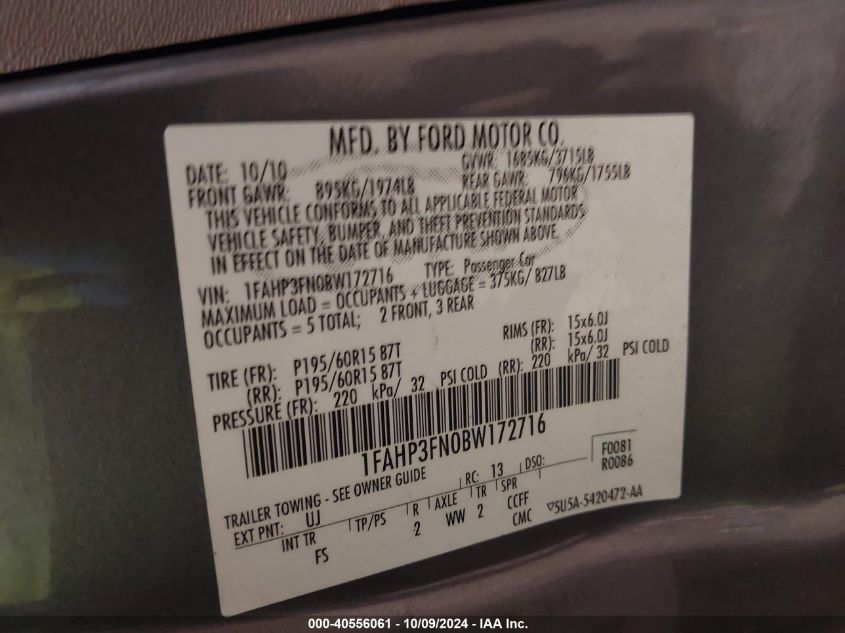 MFD. BY FORD MOTOR CO.
DATE: 10/10 GVWR: 1685KG/3715LB
FRONT GAWR: 895KG/1974LB REAR GAWR: 796KG/1755LB
THIS VEHICLE CONFORMS TO ALL APPLICABLE FEDERAL MOTOR
VEHICLE SAFETY, BUMPER, AND THEFT PREVENTION STANDARDS
IN EFFECT ON THE DATE OF MANUFACTURE SHOWN ABOVE.
VIN: 1FAHP3FN0BW172716 TYPE: Passenger Car
MAXIMUM LOAD = OCCUPANTS + LUGGAGE = 375KG/ 827LB
OCCUPANTS = 5 TOTAL; 2 FRONT, 3 REAR
TIRE (FR): P195/60R15 87T RIMS (FR): 15x6.0J
(RR): P195/60R15 87T (RR): 15x6.0J
PRESSURE (FR): 220 kPa/ 32 PSI COLD (RR): 220 kPa/ 32 PSI COLD
1FAHP3FN0BW172716
F0081
R0086
TRAILER TOWING - SEE OWNER GUIDE RC: 13 DSO:
EXT PNT: UJ TP/PS R AXLE TR SPR
INT TR FS 2 WW 2 CCFF
CMC ▽5U5A-5420472-AA
000-40556061 - 10/09/2024 - IAA Inc.